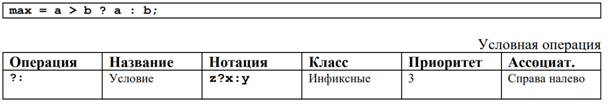 max = a > b ? a : b;
Условная операция
Операция Название Нотация Класс Приоритет Ассоциат.
?: Условие z?x:y Инфиксные 3 Справа налево